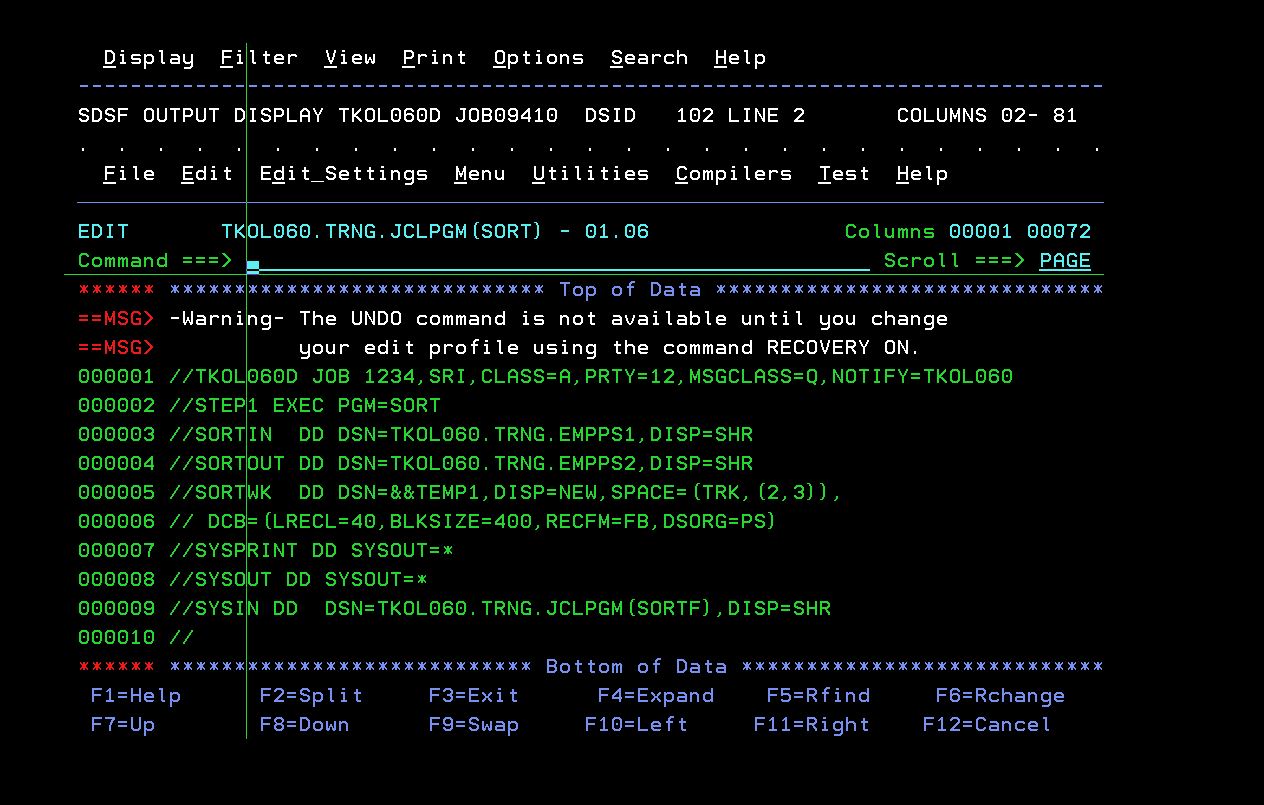 Display  Filter  View  Print  Options  Search  Help
-------------------------------------------------------------------------------
SDSF OUTPUT DISPLAY TKOL060D JOB09410  DSID   102 LINE 2       COLUMNS 02- 81
.  .  .  .  .  .  .  .  .  .  .  .  .  .  .  .  .  .  .  .  .  .  .  .  .  .  .
File  Edit  Edit_Settings  Menu  Utilities  Compilers  Test  Help
EDIT       TKOL060.TRNG.JCLPGM(SORT) - 01.06               Columns 00001 00072
Command ===>                                                  Scroll ===> PAGE
****** ***************************** Top of Data ******************************
==MSG> -Warning- The UNDO command is not available until you change
==MSG>           your edit profile using the command RECOVERY ON.
000001 //TKOL060D JOB 1234,SRI,CLASS=A,PRTY=12,MSGCLASS=Q,NOTIFY=TKOL060
000002 //STEP1 EXEC PGM=SORT
000003 //SORTIN  DD DSN=TKOL060.TRNG.EMPPS1,DISP=SHR
000004 //SORTOUT DD DSN=TKOL060.TRNG.EMPPS2,DISP=SHR
000005 //SORTWK  DD DSN=&&TEMP1,DISP=NEW,SPACE=(TRK,(2,3)),
000006 // DCB=(LRECL=40,BLKSIZE=400,RECFM=FB,DSORG=PS)
000007 //SYSPRINT DD SYSOUT=*
000008 //SYSOUT DD SYSOUT=*
000009 //SYSIN DD  DSN=TKOL060.TRNG.JCLPGM(SORTF),DISP=SHR
000010 //
****** **************************** Bottom of Data ****************************
F1=Help      F2=Split     F3=Exit      F4=Expand    F5=Rfind     F6=Rchange
F7=Up        F8=Down      F9=Swap     F10=Left     F11=Right    F12=Cancel